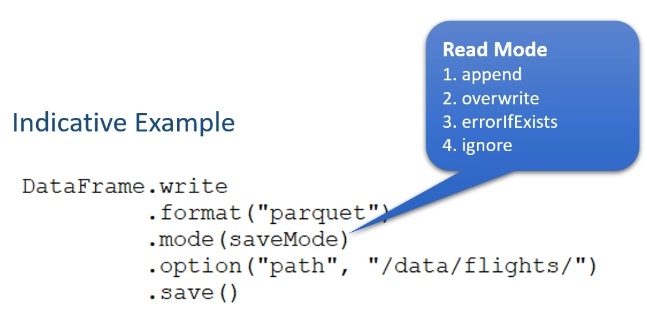 Read Mode
1. append
2. overwrite
3. errorIfExists
4. ignore
Indicative Example
DataFrame.write
.format("parquet")
.mode(saveMode)
.option("path", "/data/flights/")
.save()